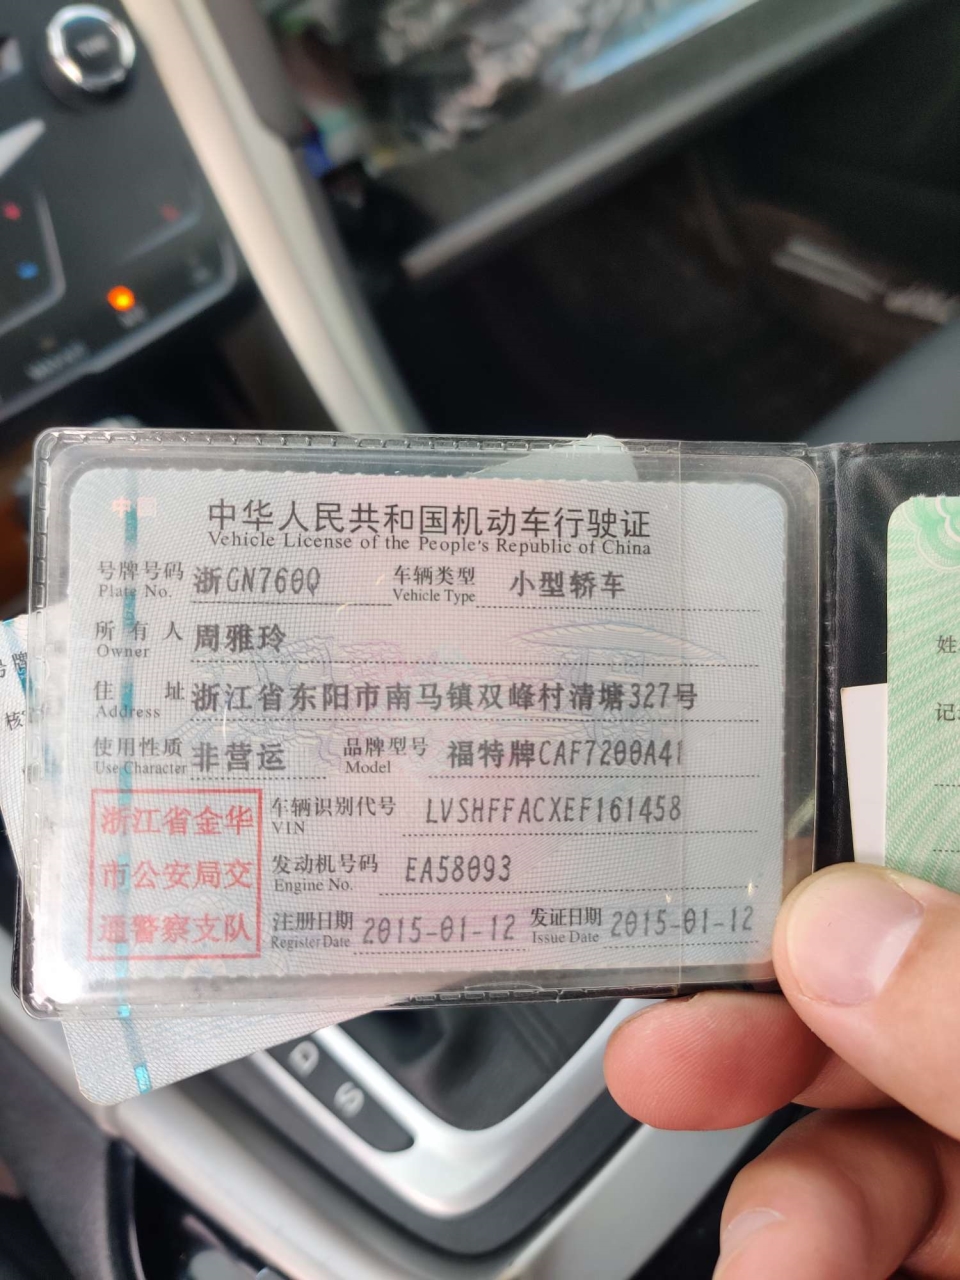 中华人民共和国机动车行驶证
Vehicle License of the People's Republic of China
号牌号码 浙GN760Q 车辆类型 小型轿车
Plate No. Vehicle Type
所有人 周雅玲
Owner
住址 浙江省东阳市南马镇双峰村清塘327号
Address
使用性质 非营运 品牌型号 福特牌CAF7200A41
Use Character Model
浙江省金华
市公安局交
通警察支队
车辆识别代号 LVSHFFACXEF161458
VIN
发动机号码 EA58093
Engine No.
注册日期 2015-01-12 发证日期 2015-01-12
Register Date Issue Date
号牌
核
姓
记
D
S